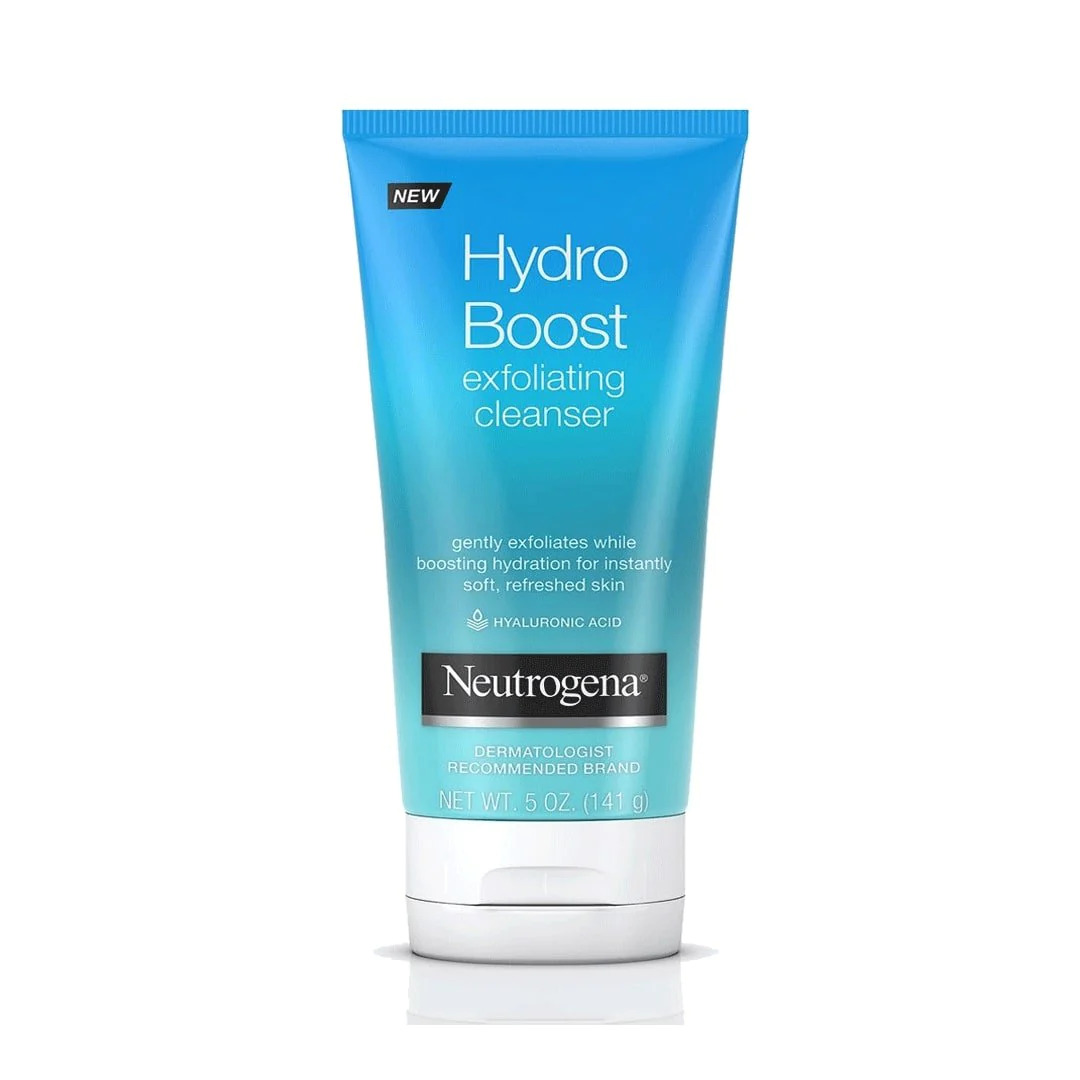 NEW
Hydro
Boost
exfoliating
cleanser
gently exfoliates while
boosting hydration for instantly
soft, refreshed skin
HYALURONIC ACID
Neutrogena®
DERMATOLOGIST
RECOMMENDED BRAND
NET WT. 5 OZ. (141 g)